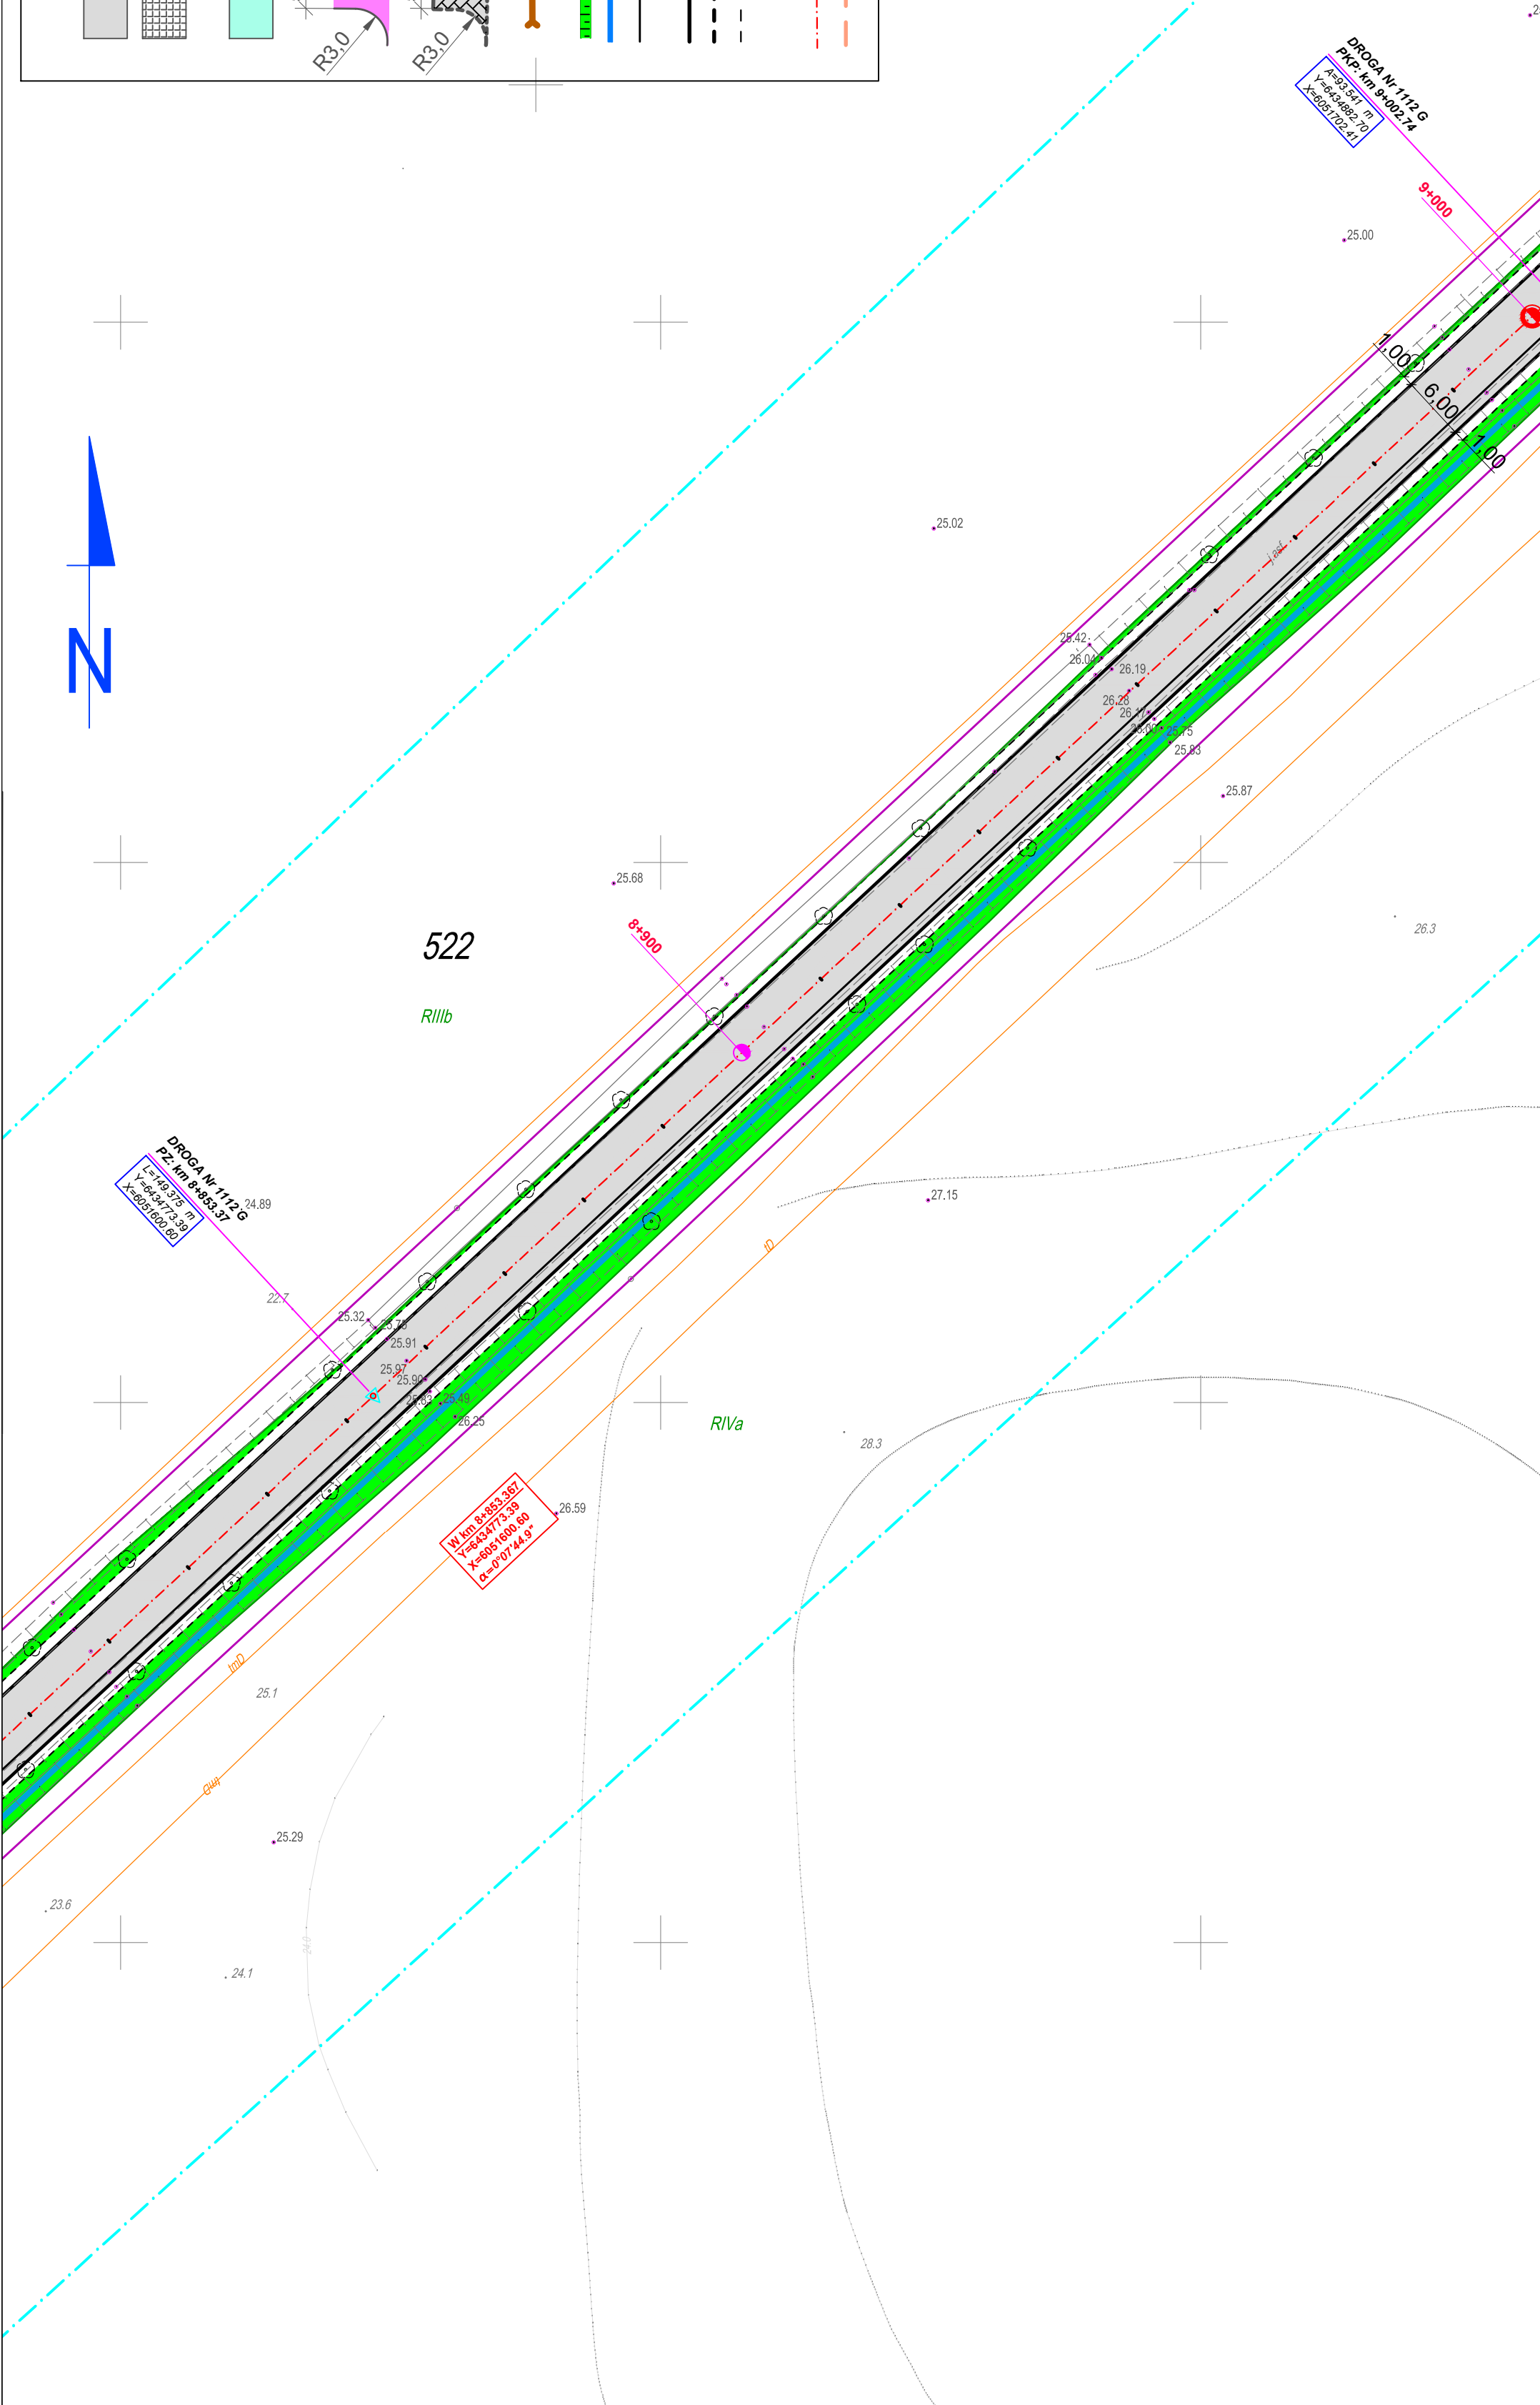 R3,0
R3,0
DROGA Nr 1112 G
PKP: km 9+002.74
A=93.541 m
Y=6434882.70
X=6051702.41
9+000
25.00
1,00
6,00
1,00
25.02
j.asf.
N
25.42
26.04
26.19
26.28
26.17
26.00
25.75
25.83
25.87
25.68
8+900
522
26.3
RIIIb
DROGA Nr 1112 G
PZ: km 8+853.37
L=149.375 m
Y=6434773.39
X=6051600.60
24.89
27.15
tD
22.7
25.32
25.78
25.91
25.97
25.90
25.83
25.49
26.25
RIVa
28.3
W km 8+853.367
Y=6434773.39
X=6051600.60
α=0°07'44.9"
26.59
tmD
25.1
tmD
25.29
23.6
24.1